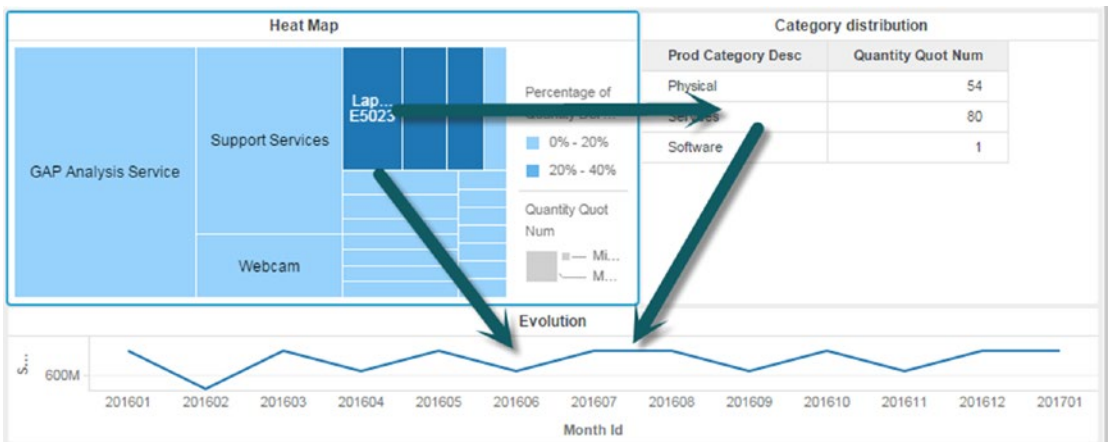 Heat Map
GAP Analysis Service
Support Services
Webcam
Lap...
E5023
Percentage of
0% - 20%
20% - 40%
Quantity Quot
Num
Mi...
M...
Category distribution
Prod Category Desc Quantity Quot Num
Physical 54
Services 80
Software 1
Evolution
S...
600M
201601 201602 201603 201604 201605 201606 201607 201608 201609 201610 201611 201612 201701
Month Id